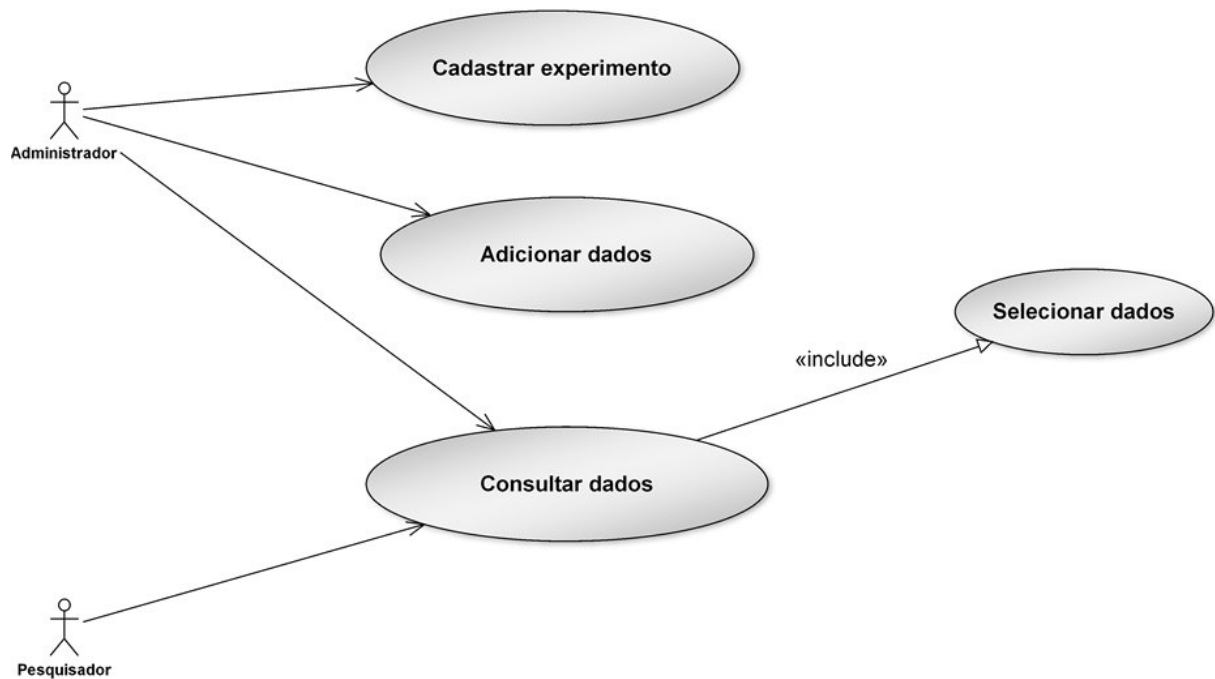 Cadastrar experimento
Administrador
Adicionar dados
Selecionar dados
«include»
Consultar dados
Pesquisador